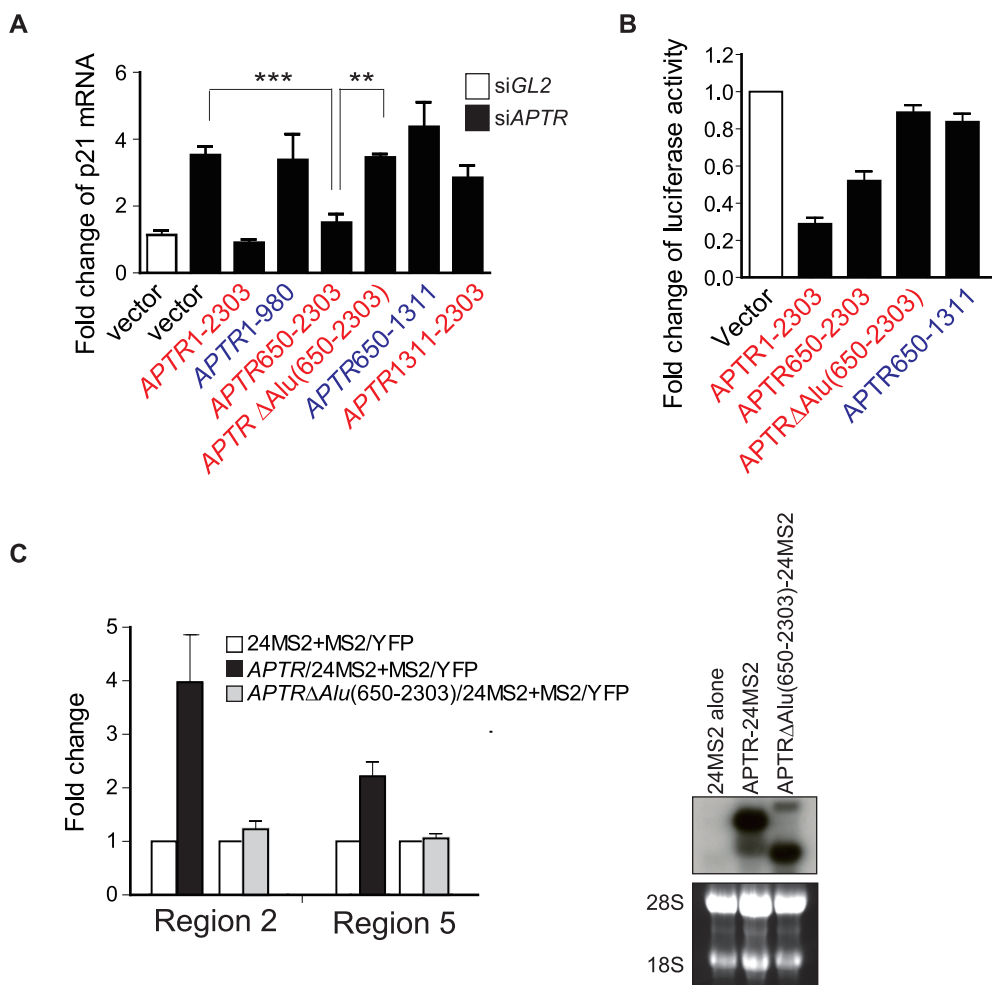 A
Fold change of p21 mRNA
6
4
2
0
***
**
siGL2
siAPTR
vector
vector
APTR1-2303
APTR1-980
APTR650-2303
APTR ΔAlu(650-2303)
APTR650-1311
APTR1311-2303
B
Fold change of luciferase activity
1.0
0.8
0.6
0.4
0.2
0.0
Vector
APTR1-2303
APTR650-2303
APTRΔAlu(650-2303)
APTR650-1311
C
Fold change
5
4
3
2
1
0
24MS2+MS2/YFP
APTR/24MS2+MS2/YFP
APTRΔAlu(650-2303)/24MS2+MS2/YFP
Region 2
Region 5
24MS2 alone
APTR-24MS2
APTRΔAlu(650-2303)-24MS2
28S
18S